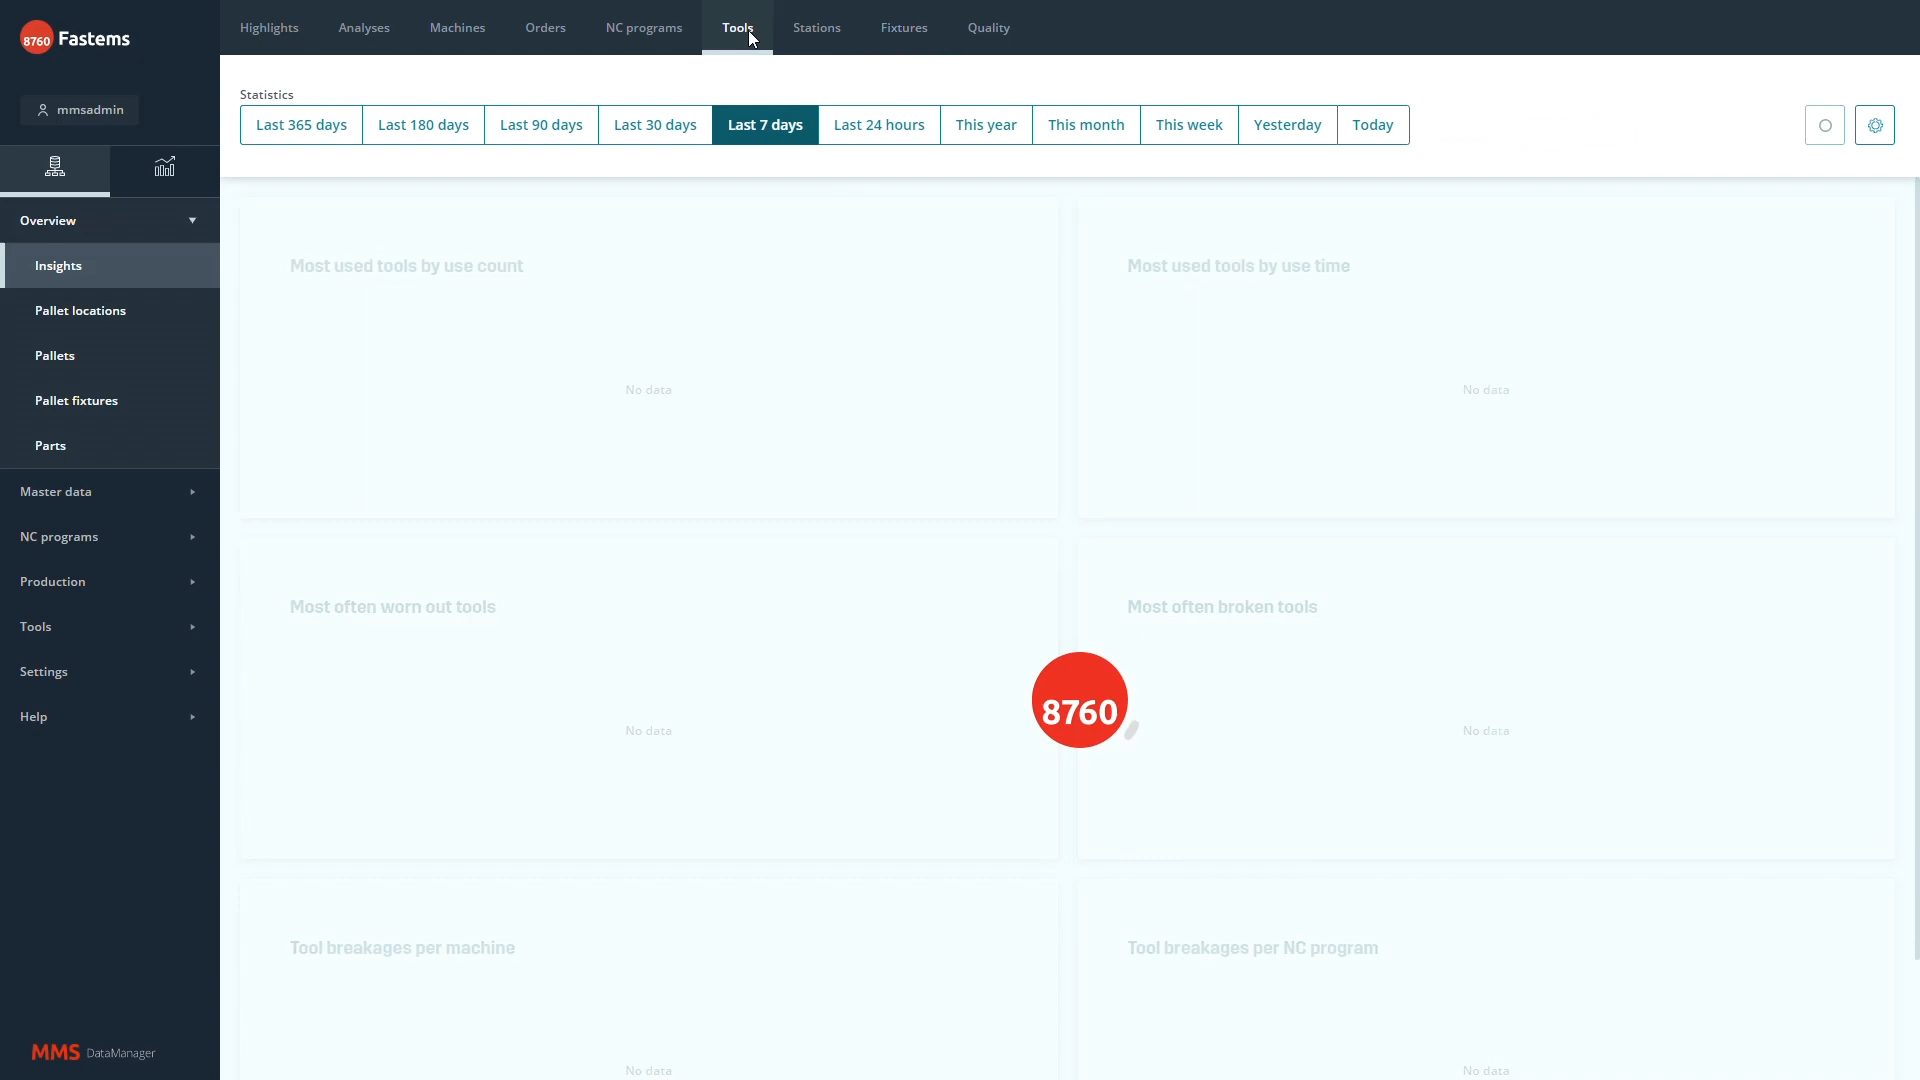 8760 Fastems
mmsadmin
Overview
Insights
Pallet locations
Pallets
Pallet fixtures
Parts
Master data
NC programs
Production
Tools
Settings
Help
MMS DataManager
Highlights Analyses Machines Orders NC programs Tools Stations Fixtures Quality
Statistics
Last 365 days Last 180 days Last 90 days Last 30 days Last 7 days Last 24 hours This year This month This week Yesterday Today
Most used tools by use count
No data
Most used tools by use time
No data
Most often worn out tools
No data
Most often broken tools
No data
8760
Tool breakages per machine
No data
Tool breakages per NC program
No data